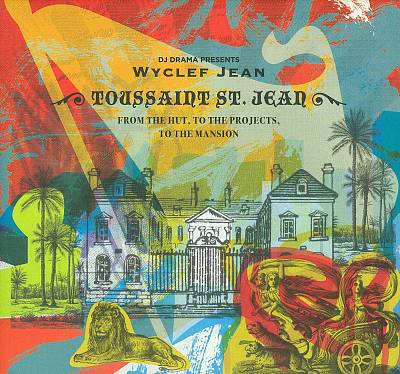 DJ DRAMA PRESENTS
WYCLEF JEAN
TOUSSAINT ST. JEAN
FROM THE HUT, TO THE PROJECTS,
TO THE MANSION